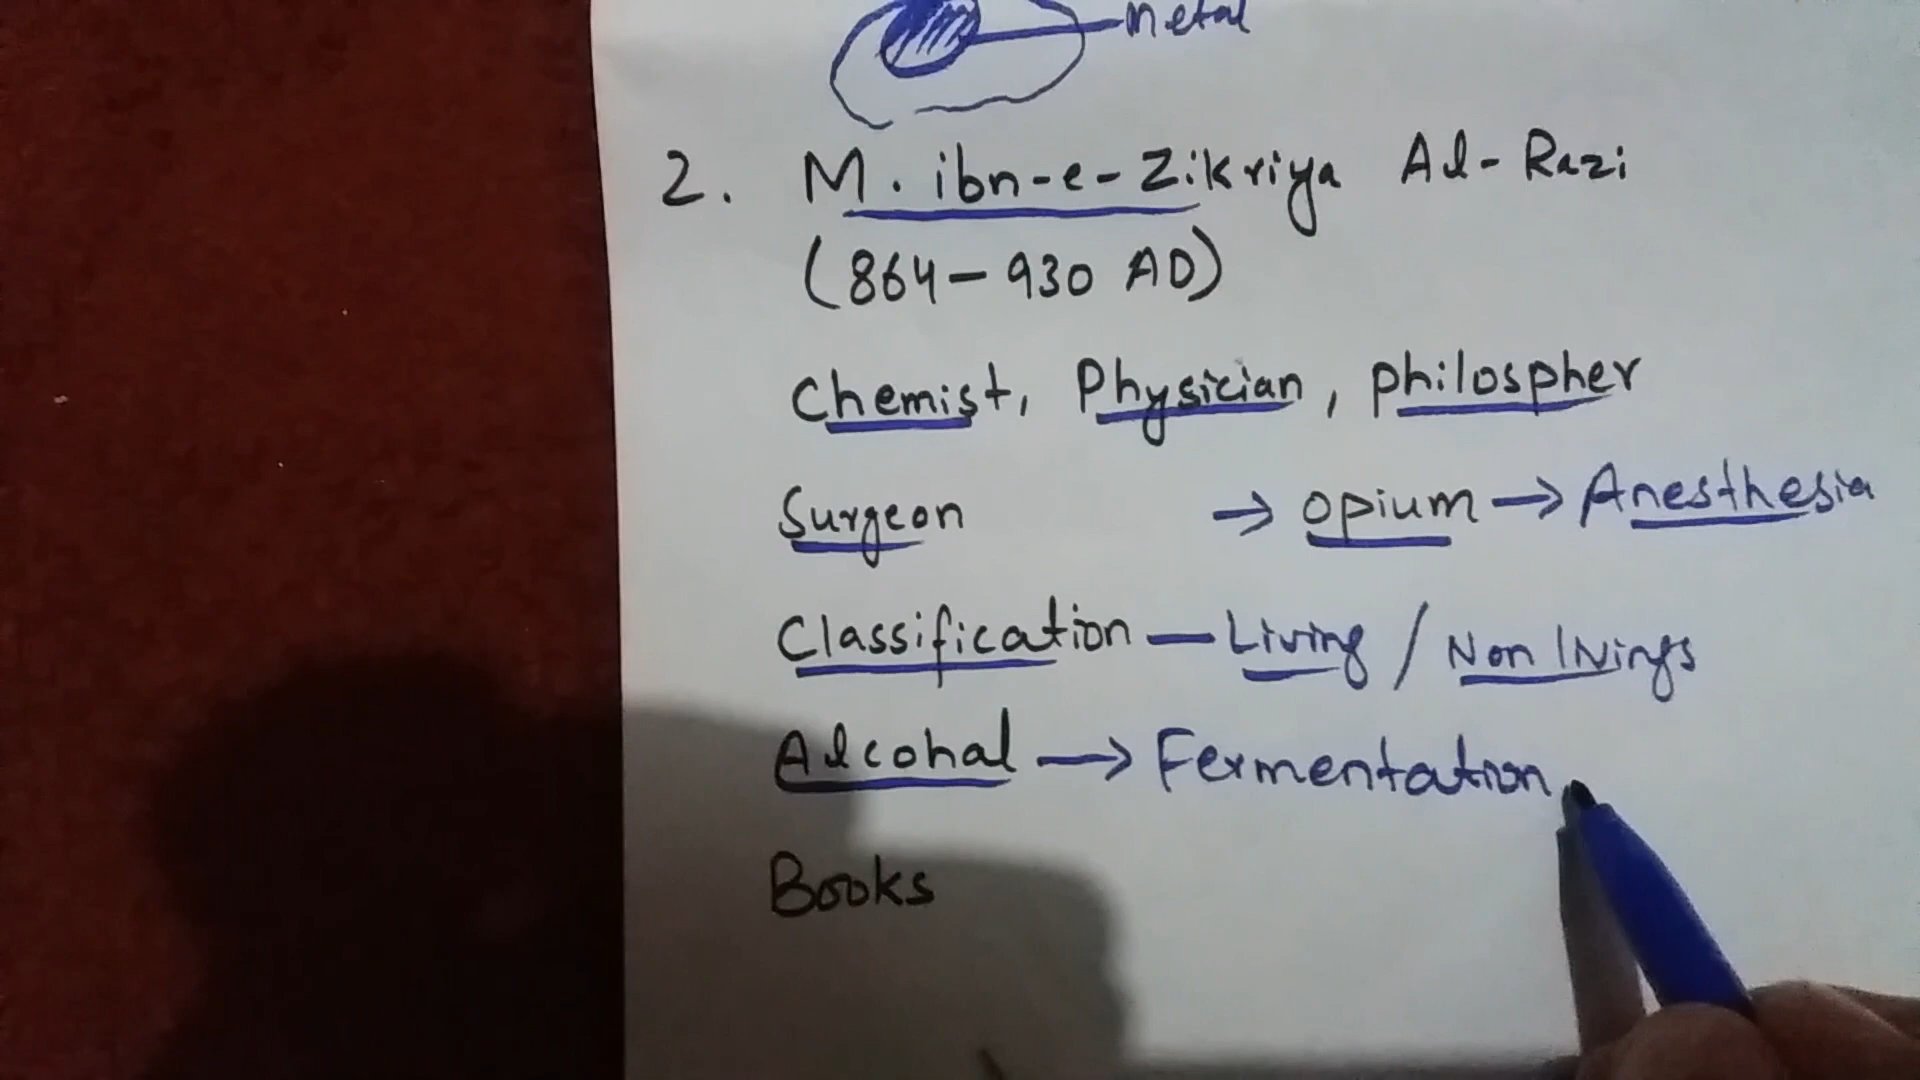 Metal
2. M. ibn-e-Zikriya Al-Razi
(864-930 AD)
Chemist, Physician, philospher
Surgeon → opium → Anesthesia
Classification - Living / Non livings
Alcohal → Fermentation
Books